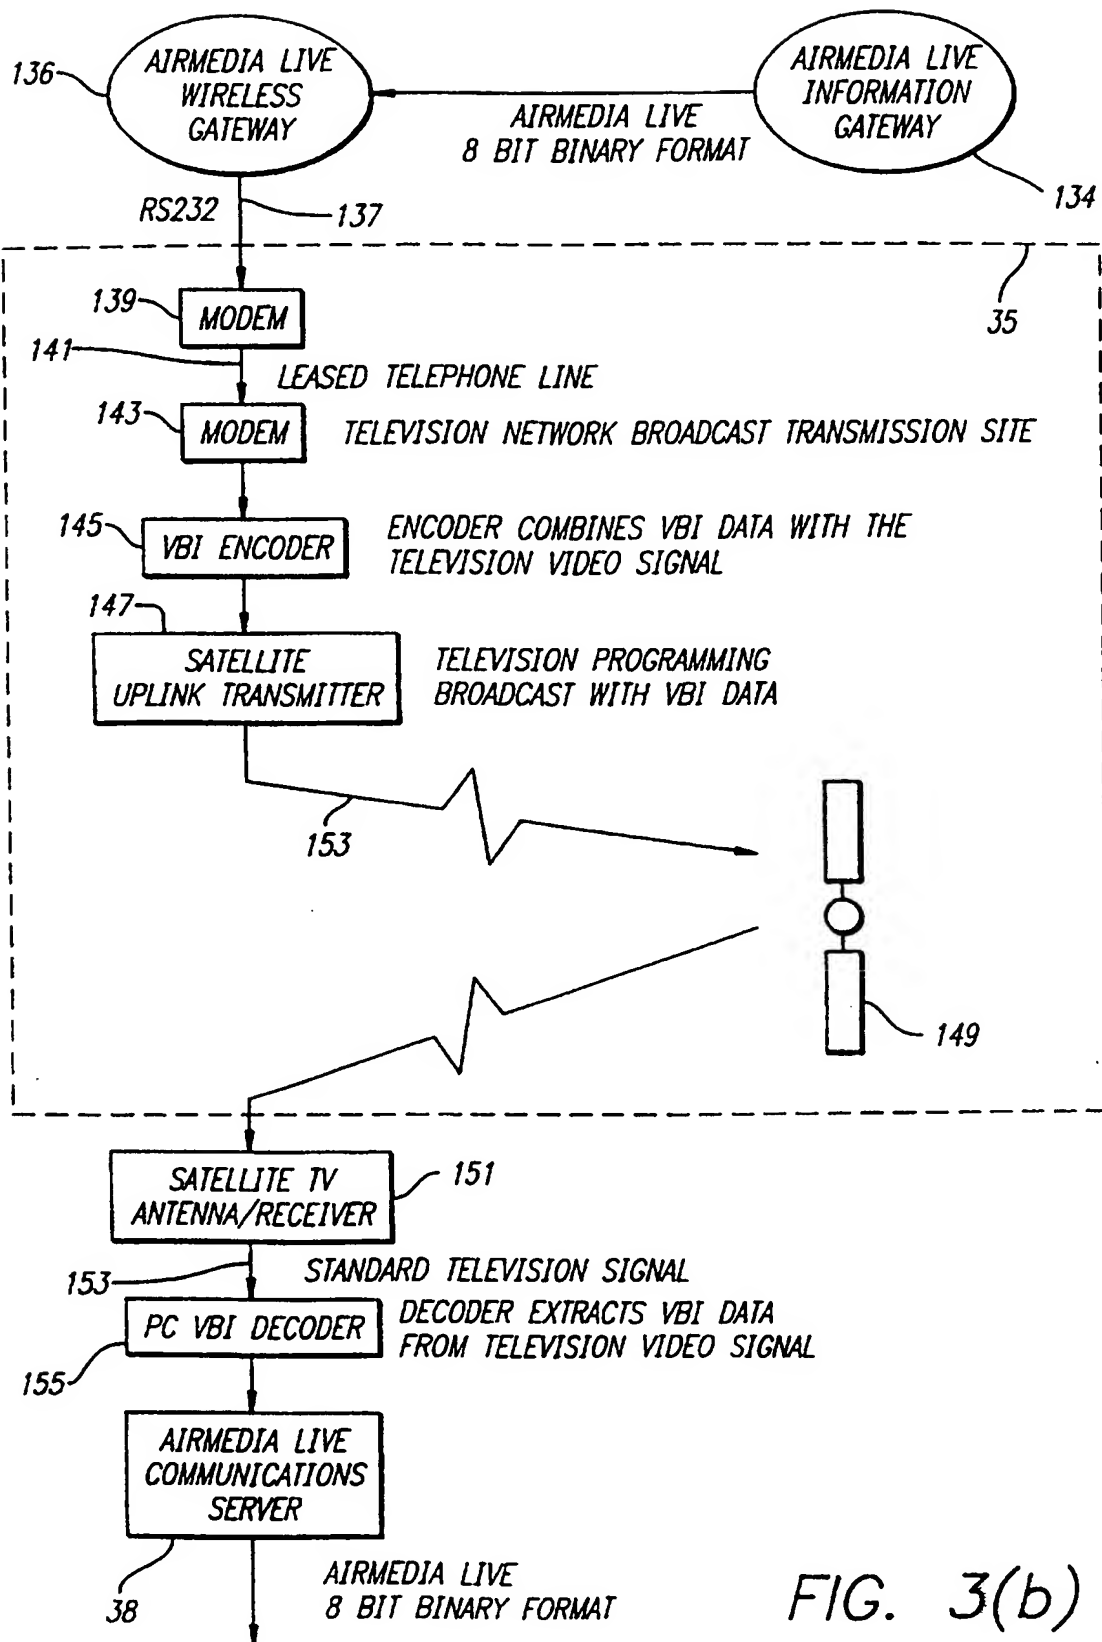 AIRMEDIA LIVE
WIRELESS
GATEWAY
136
AIRMEDIA LIVE
INFORMATION
GATEWAY
134
AIRMEDIA LIVE
8 BIT BINARY FORMAT
RS232
137
35
139
MODEM
141
LEASED TELEPHONE LINE
143
MODEM
TELEVISION NETWORK BROADCAST TRANSMISSION SITE
145
VBI ENCODER
ENCODER COMBINES VBI DATA WITH THE
TELEVISION VIDEO SIGNAL
147
SATELLITE
UPLINK TRANSMITTER
TELEVISION PROGRAMMING
BROADCAST WITH VBI DATA
153
149
SATELLITE TV
ANTENNA/RECEIVER
151
153
STANDARD TELEVISION SIGNAL
PC VBI DECODER
DECODER EXTRACTS VBI DATA
FROM TELEVISION VIDEO SIGNAL
155
AIRMEDIA LIVE
COMMUNICATIONS
SERVER
38
AIRMEDIA LIVE
8 BIT BINARY FORMAT
FIG. 3(b)